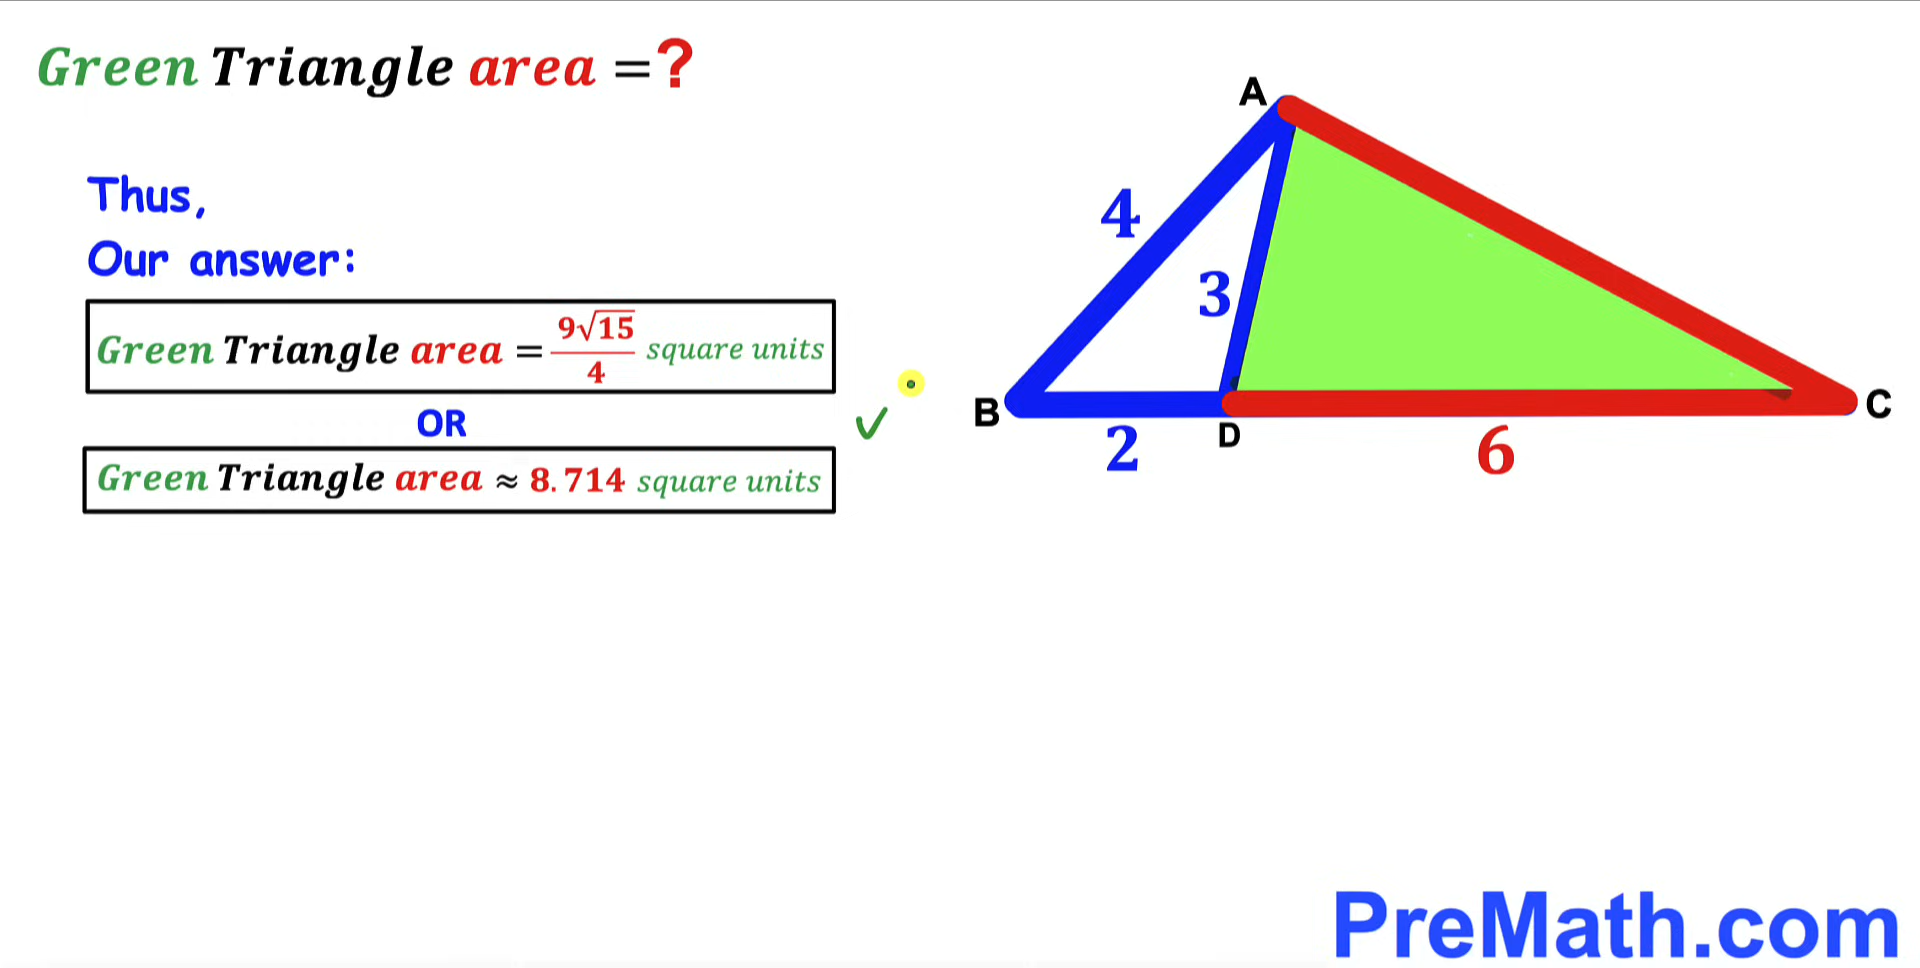 Green Triangle area =?
Thus,
Our answer:
Green Triangle area = 9√15/4 square units
OR
Green Triangle area ≈ 8.714 square units
✓
A
4
3
B
D
C
2
6
PreMath.com